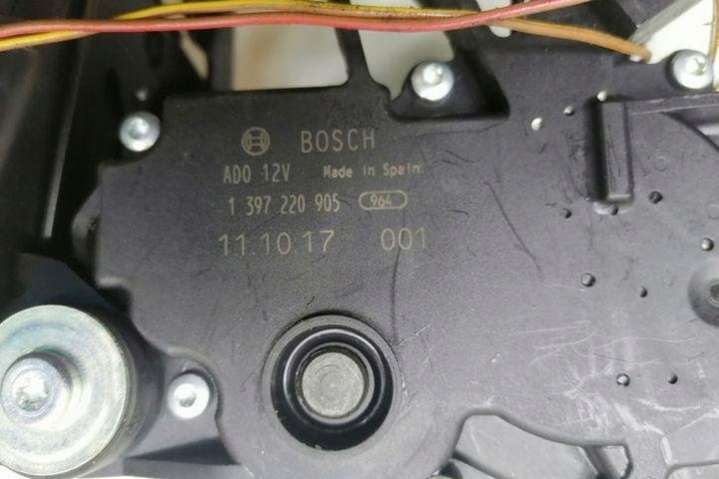 BOSCH
ADO 12V Made in Spain
1 397 220 905 964
11.10.17 001